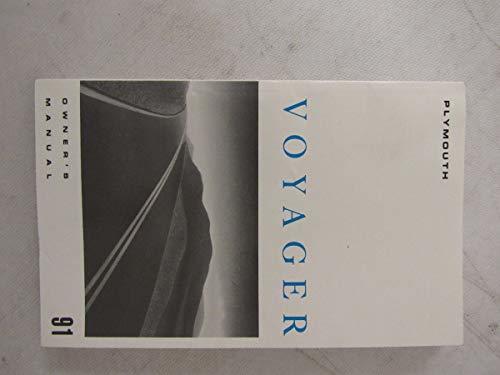 PLYMOUTH
VOYAGER
OWNER'S
MANUAL
91